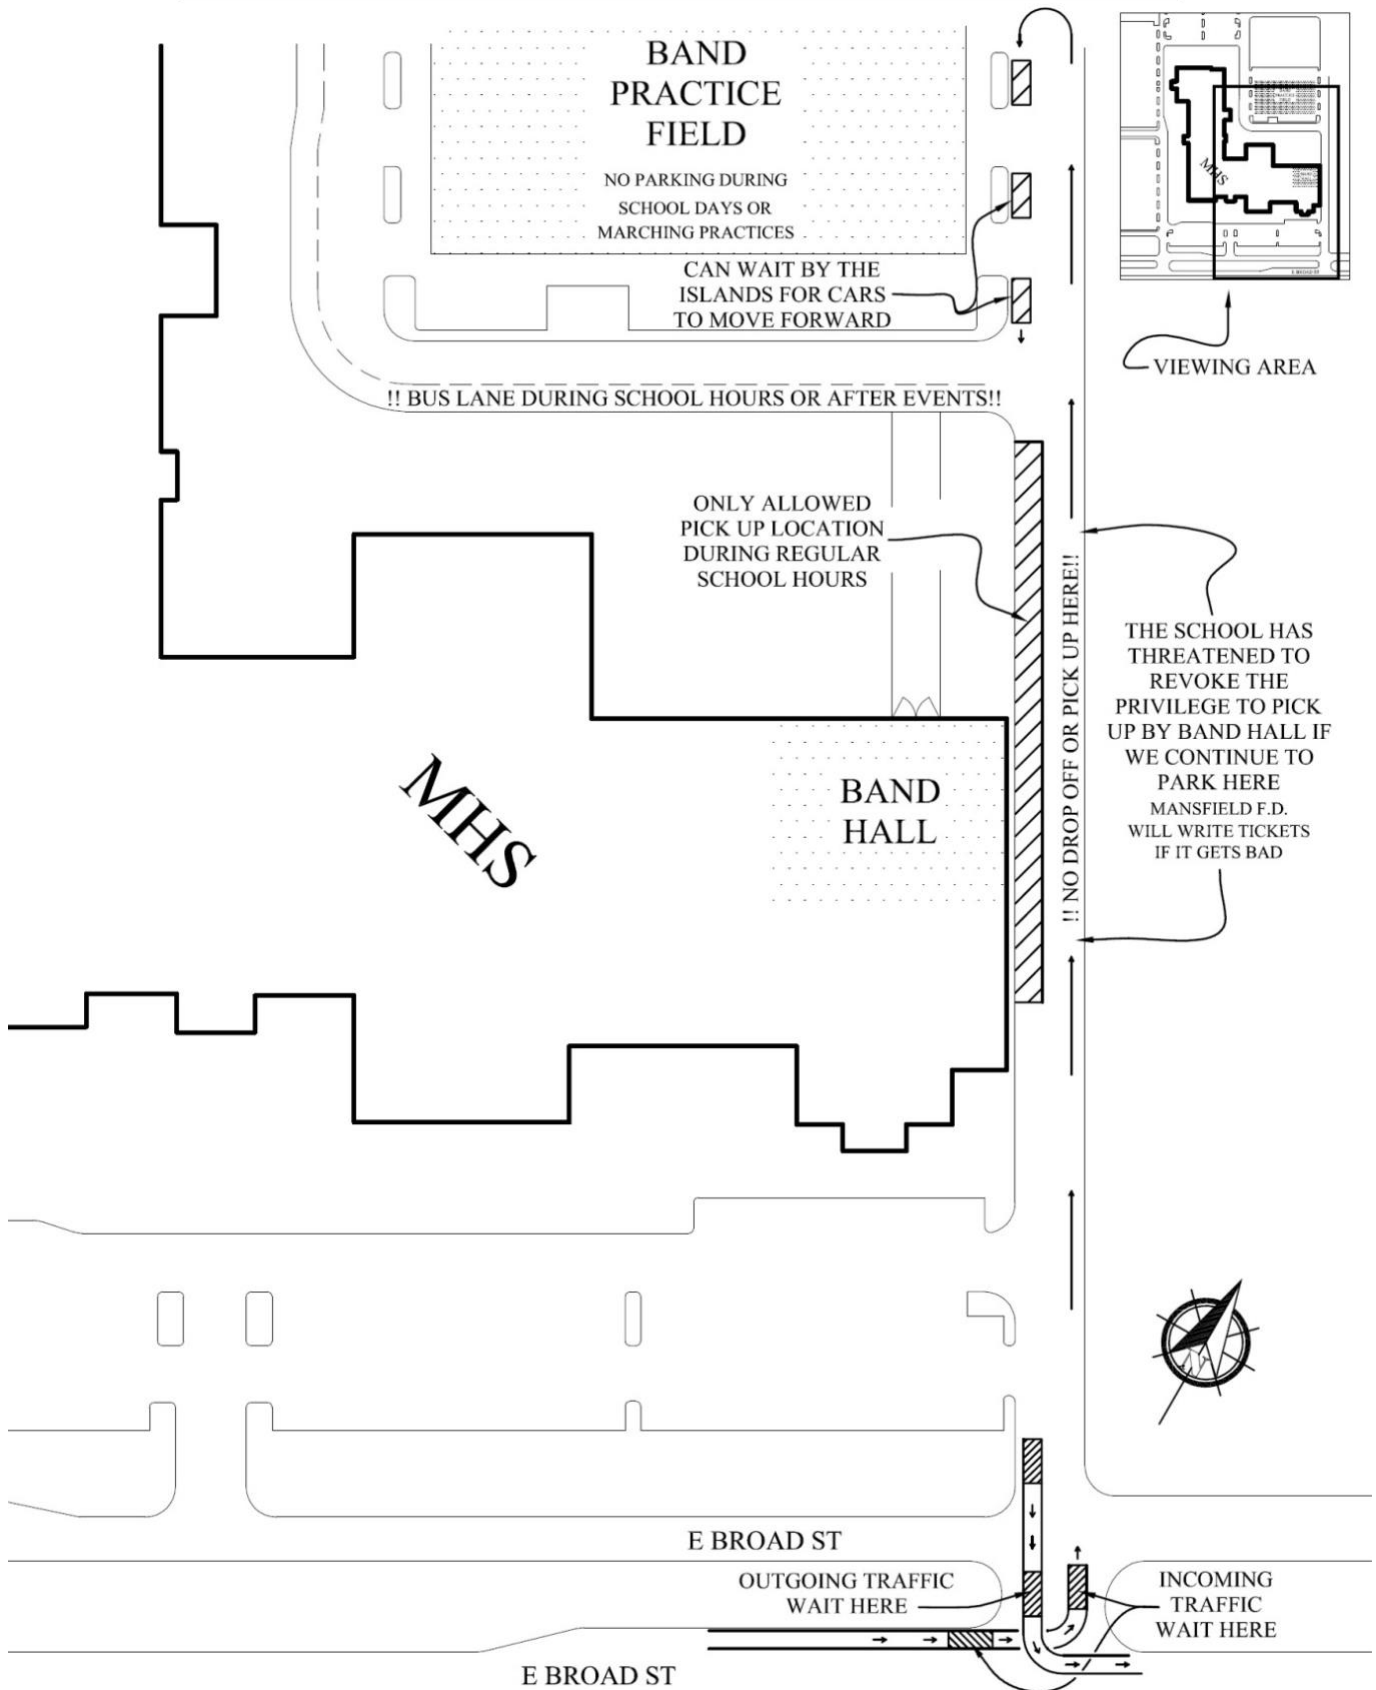 BAND
PRACTICE
FIELD
NO PARKING DURING
SCHOOL DAYS OR
MARCHING PRACTICES
CAN WAIT BY THE
ISLANDS FOR CARS
TO MOVE FORWARD
MHS
VIEWING AREA
!! BUS LANE DURING SCHOOL HOURS OR AFTER EVENTS!!
ONLY ALLOWED
PICK UP LOCATION
DURING REGULAR
SCHOOL HOURS
!! NO DROP OFF OR PICK UP HERE!!
THE SCHOOL HAS
THREATENED TO
REVOKE THE
PRIVILEGE TO PICK
UP BY BAND HALL IF
WE CONTINUE TO
PARK HERE
MANSFIELD F.D.
WILL WRITE TICKETS
IF IT GETS BAD
MHS
BAND
HALL
N
E BROAD ST
OUTGOING TRAFFIC
WAIT HERE
INCOMING
TRAFFIC
WAIT HERE
E BROAD ST